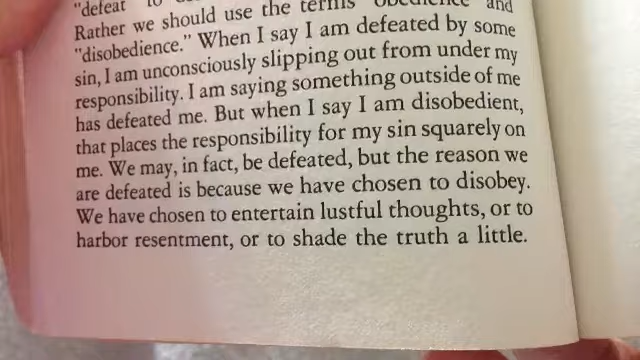 "defeat to
Rather we should use the terms "obedience" and
"disobedience." When I say I am defeated by some
sin, I am unconsciously slipping out from under my
responsibility. I am saying something outside of me
has defeated me. But when I say I am disobedient,
that places the responsibility for my sin squarely on
me. We may, in fact, be defeated, but the reason we
are defeated is because we have chosen to disobey.
We have chosen to entertain lustful thoughts, or to
harbor resentment, or to shade the truth a little.